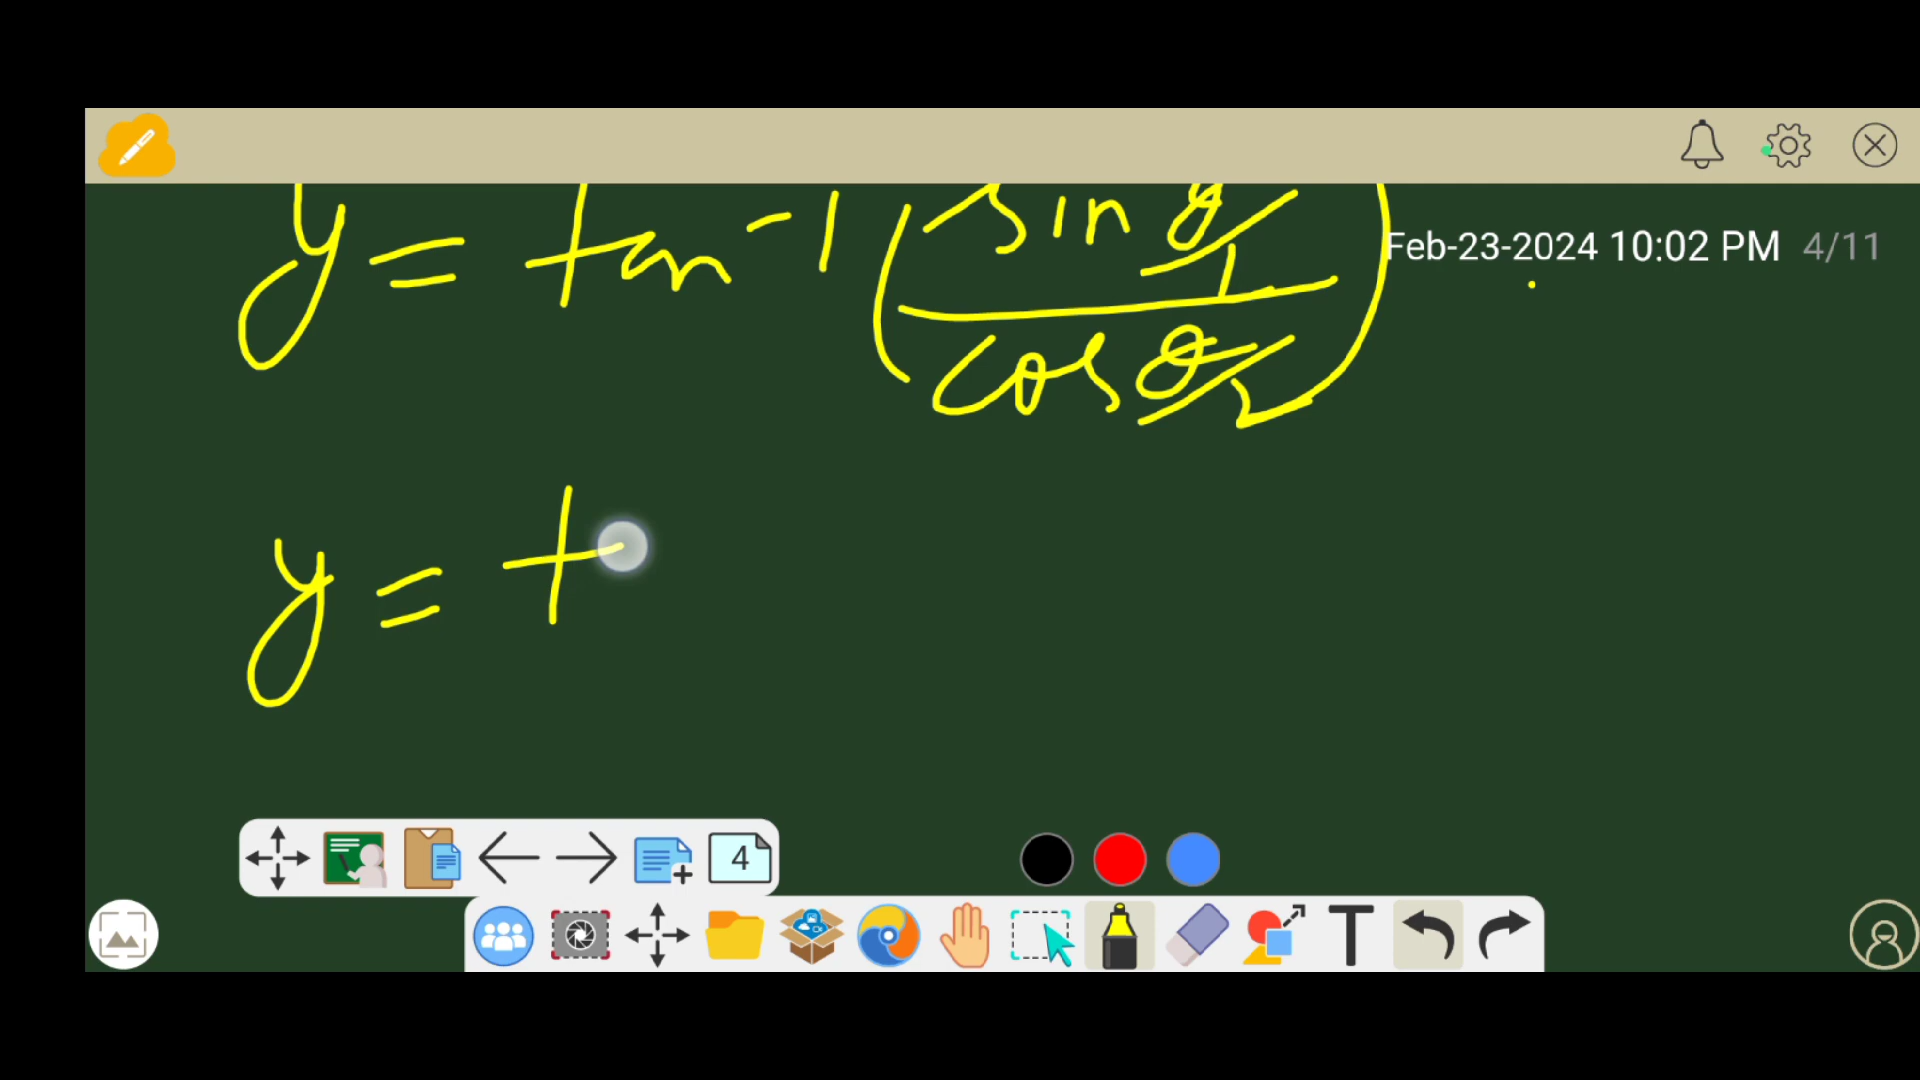 y = tan⁻¹(sin θ/2 / cos θ/2)
Feb-23-2024 10:02 PM 4/11
y = t
4
T